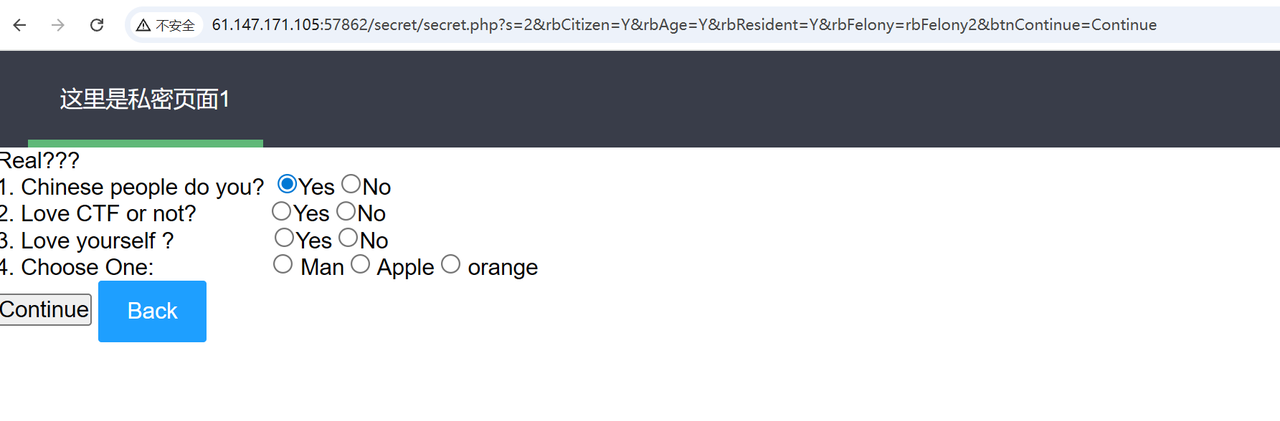 不安全 61.147.171.105:57862/secret/secret.php?s=2&rbCitizen=Y&rbAge=Y&rbResident=Y&rbFelony=rbFelony2&btnContinue=Continue
这里是私密页面1
Real???
1. Chinese people do you? Yes No
2. Love CTF or not? Yes No
3. Love yourself ? Yes No
4. Choose One: Man Apple orange
Continue Back